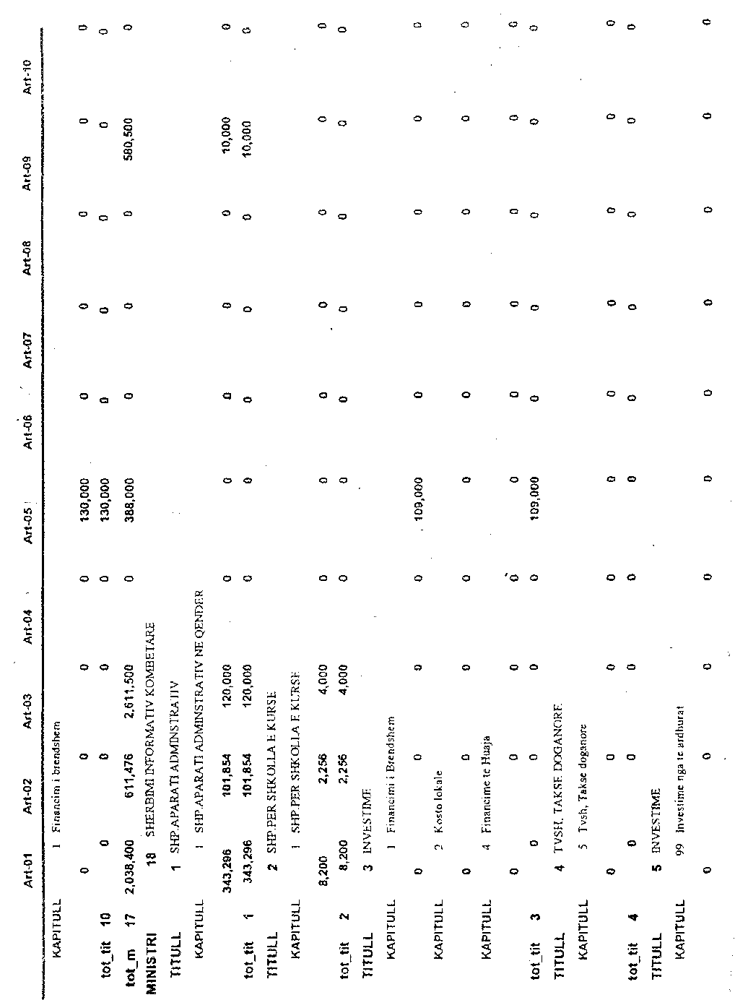 Art-01 Art-02 Art-03 Art-04 Art-05 Art-06 Art-07 Art-08 Art-09 Art-10
KAPITULL 1 Financimi i brendshem
0 0 0 0 130,000 0 0 0 0 0
tot_tit 10 0 0 0 0 130,000 0 0 0 0 0
tot_m 17 2,038,400 611,476 2,611,500 0 388,000 0 0 0 580,500 0
MINISTRI 18 SHERBIMI INFORMATIV KOMBETARE
TITULL 1 SHP.APARATI ADMINSTRATIV
KAPITULL 1 SHP.APARATI ADMINSTRATIV NE QENDER
343,296 101,854 120,000 0 0 0 0 0 10,000 0
tot_tit 1 343,296 101,854 120,000 0 0 0 0 0 10,000 0
TITULL 2 SHP.PER SHKOLLA E KURSE
KAPITULL 1 SHP.PER SHKOLLA E KURSE
8,200 2,256 4,000 0 0 0 0 0 0 0
tot_tit 2 8,200 2,256 4,000 0 0 0 0 0 0 0
TITULL 3 INVESTIME
KAPITULL 1 Financimi i Brendshem
0 0 0 0 109,000 0 0 0 0 0
KAPITULL 2 Kosto lokale
0 0 0 0 0 0 0 0 0 0
KAPITULL 4 Financime te Huaja
0 0 0 0 0 0 0 0 0 0
tot_tit 3 0 0 0 0 109,000 0 0 0 0 0
TITULL 4 TVSH, TAKSE DOGANORE
KAPITULL 5 Tvsh, Takse doganore
0 0 0 0 0 0 0 0 0 0
tot_tit 4 0 0 0 0 0 0 0 0 0 0
TITULL 5 INVESTIME
KAPITULL 99 Investime nga te ardhurat
0 0 0 0 0 0 0 0 0 0